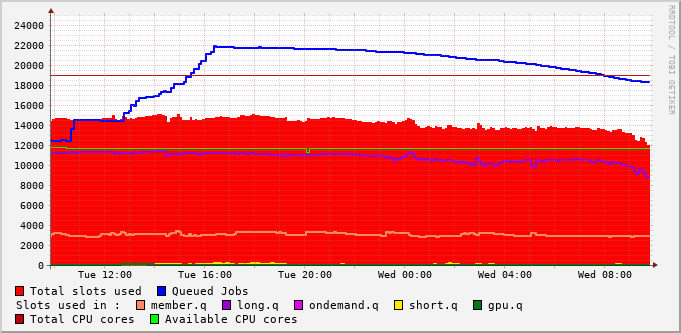 RRDTOOL / TOBI OETIKER
24000
22000
20000
18000
16000
14000
12000
10000
8000
6000
4000
2000
0
Tue 12:00 Tue 16:00 Tue 20:00 Wed 00:00 Wed 04:00 Wed 08:00
Total slots used Queued Jobs
Slots used in : member.q long.q ondemand.q short.q gpu.q
Total CPU cores Available CPU cores